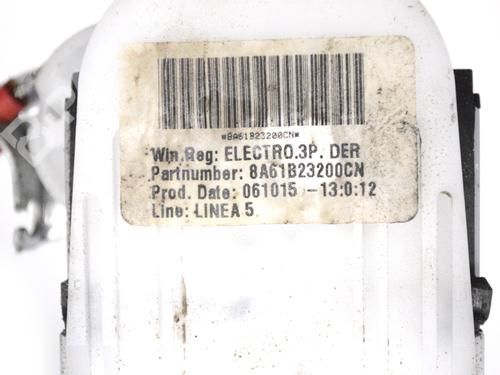 *8A61B23200CN*
Win.Reg: ELECTRO.3P. DER
Partnumber: 8A61B23200CN
Prod. Date: 061015 -13:0:12
Line: LINEA 5